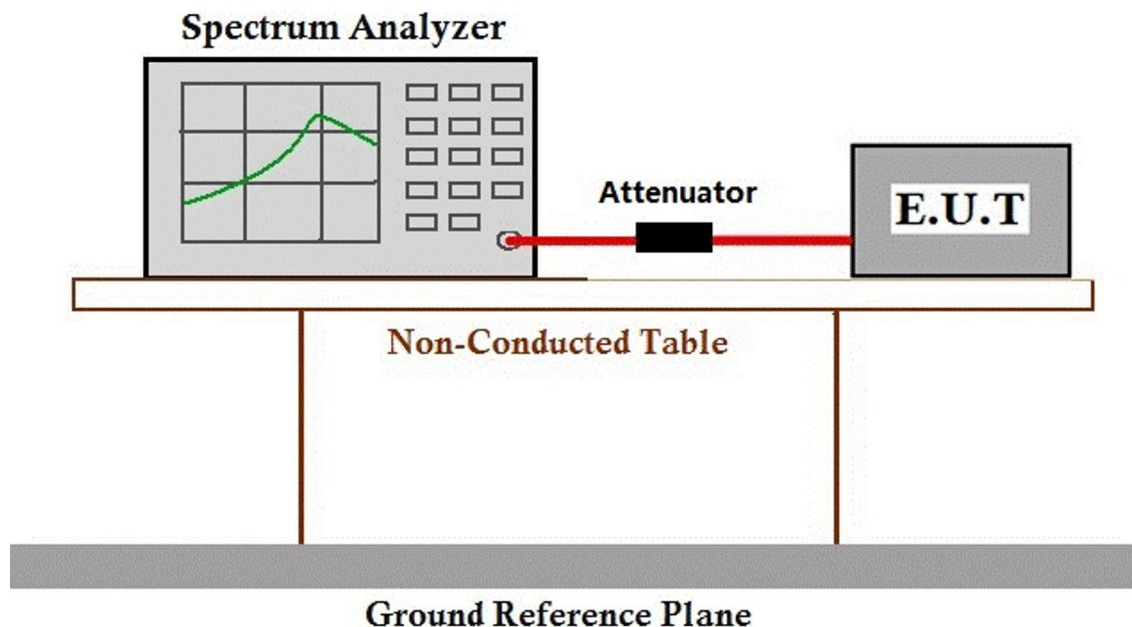 Spectrum Analyzer
Attenuator
E.U.T
Non-Conducted Table
Ground Reference Plane